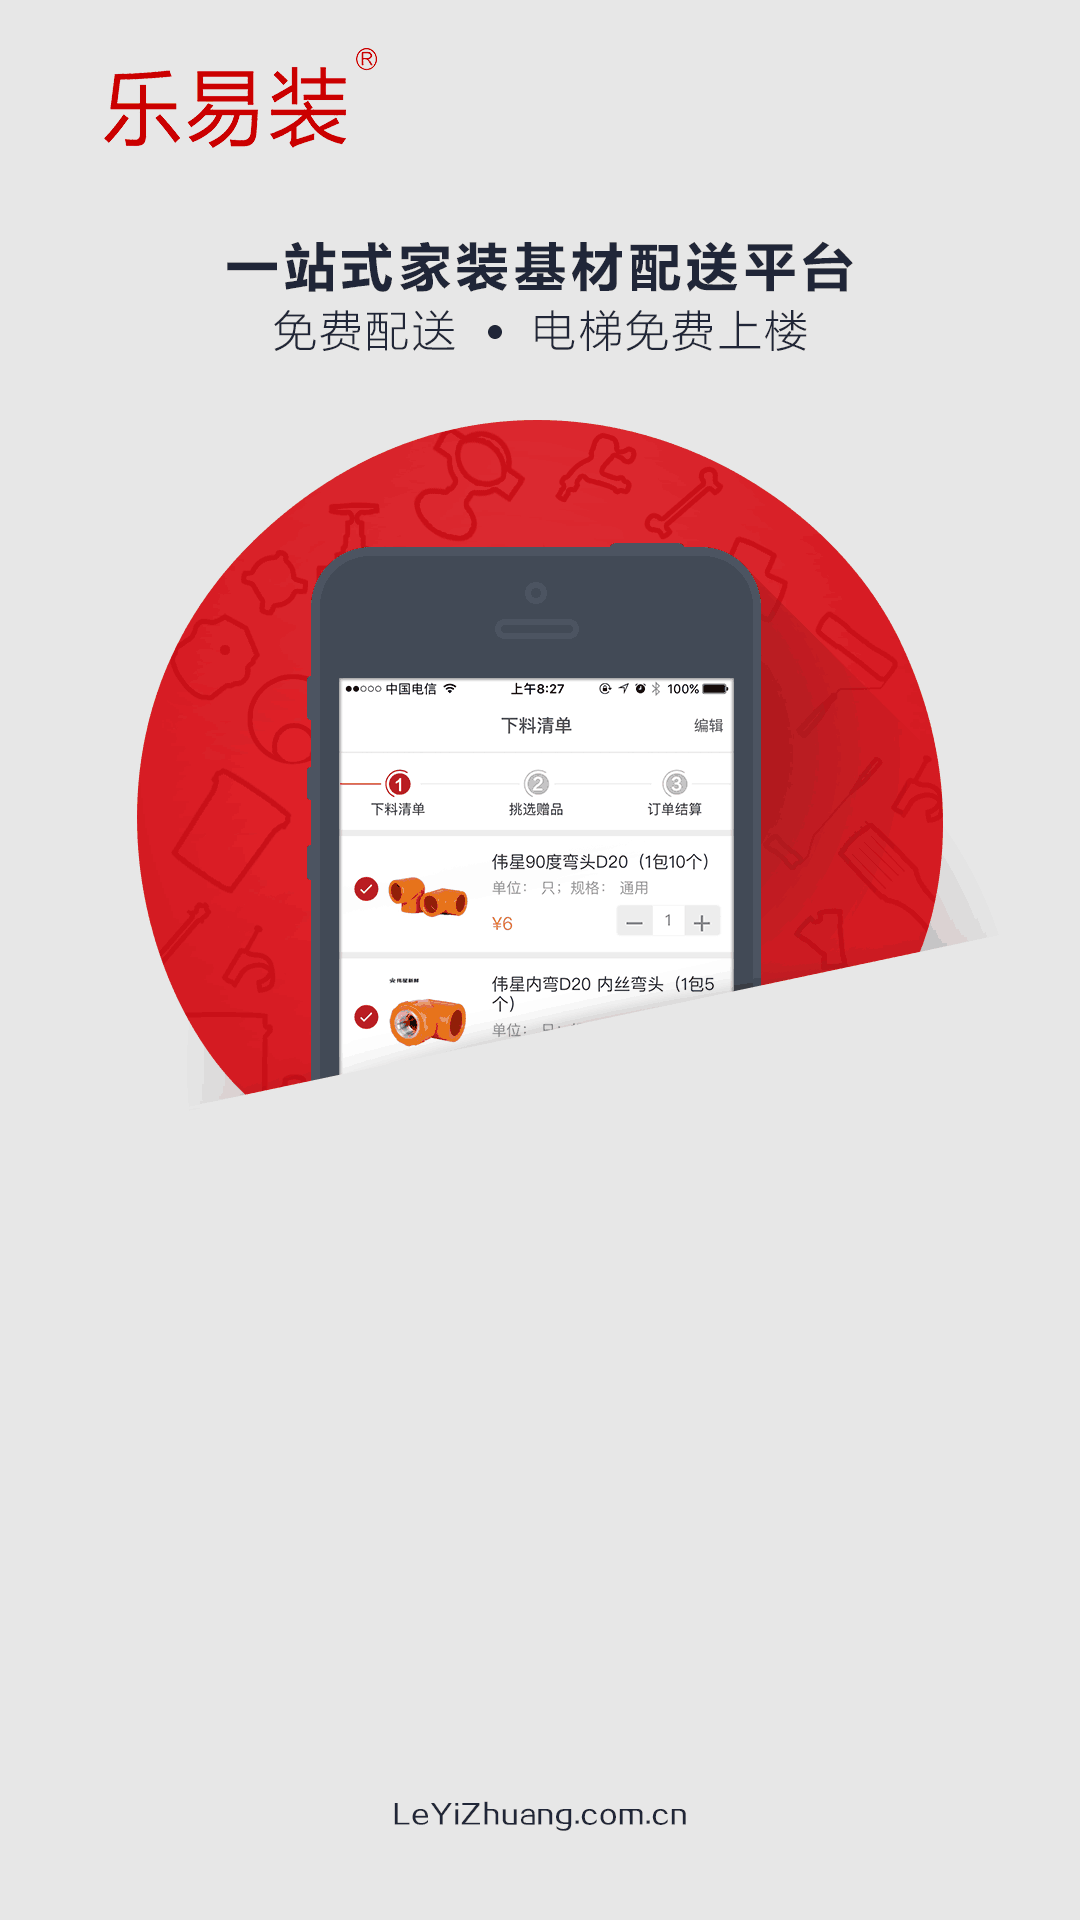 乐易装®
一站式家装基材配送平台
免费配送 • 电梯免费上楼
中国电信 上午8:27 100%
下料清单 编辑
1 2 3
下料清单 挑选赠品 订单结算
伟星90度弯头D20（1包10个）
单位： 只；规格： 通用
¥6 − 1 +
伟星新材
伟星内弯D20 内丝弯头（1包5
个）
单位： 只；
LeYiZhuang.com.cn